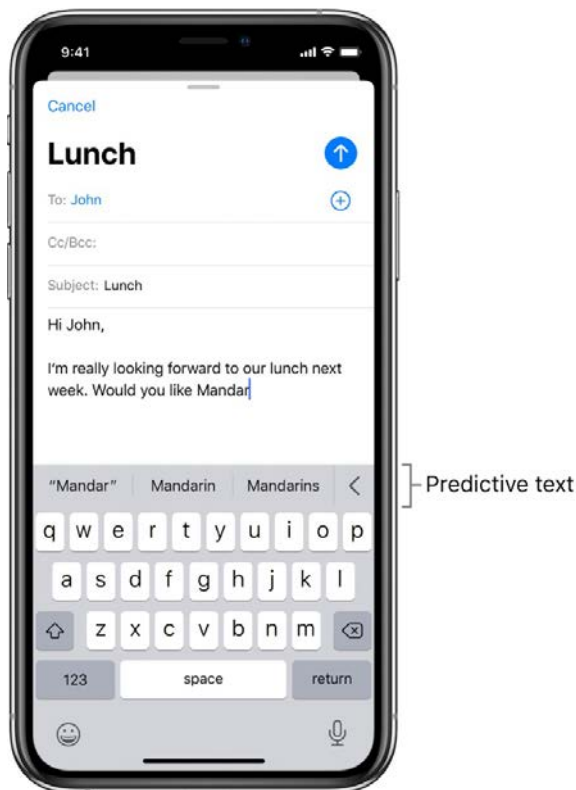 9:41
Cancel
Lunch
To: John
Cc/Bcc:
Subject: Lunch
Hi John,
I'm really looking forward to our lunch next
week. Would you like Mandar
"Mandar" Mandarin Mandarins
Predictive text
q w e r t y u i o p
a s d f g h j k l
z x c v b n m
123 space return